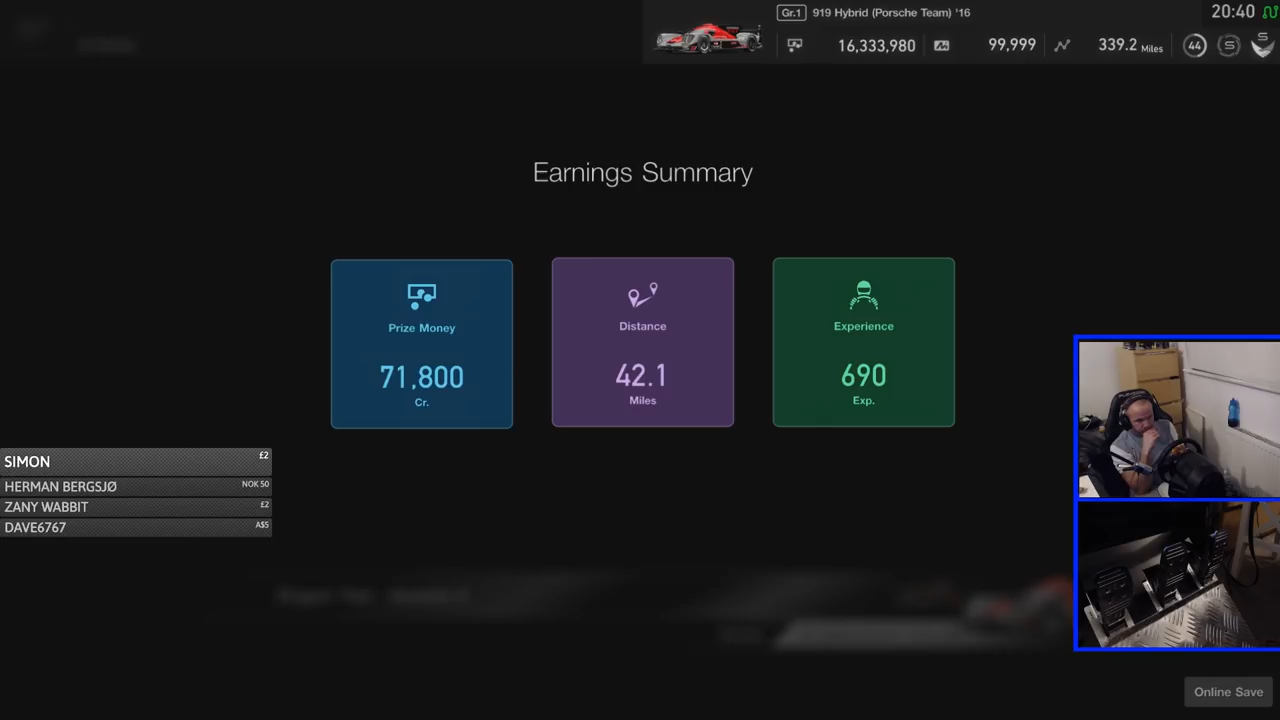 Gr.1 919 Hybrid (Porsche Team) '16
20:40
16,333,980
99,999
339.2 Miles
44
S
S
Earnings Summary
Prize Money
71,800
Cr.
Distance
42.1
Miles
Experience
690
Exp.
SIMON £2
HERMAN BERGSJØ NOK 50
ZANY WABBIT £2
DAVE6767 A$5
Online Save